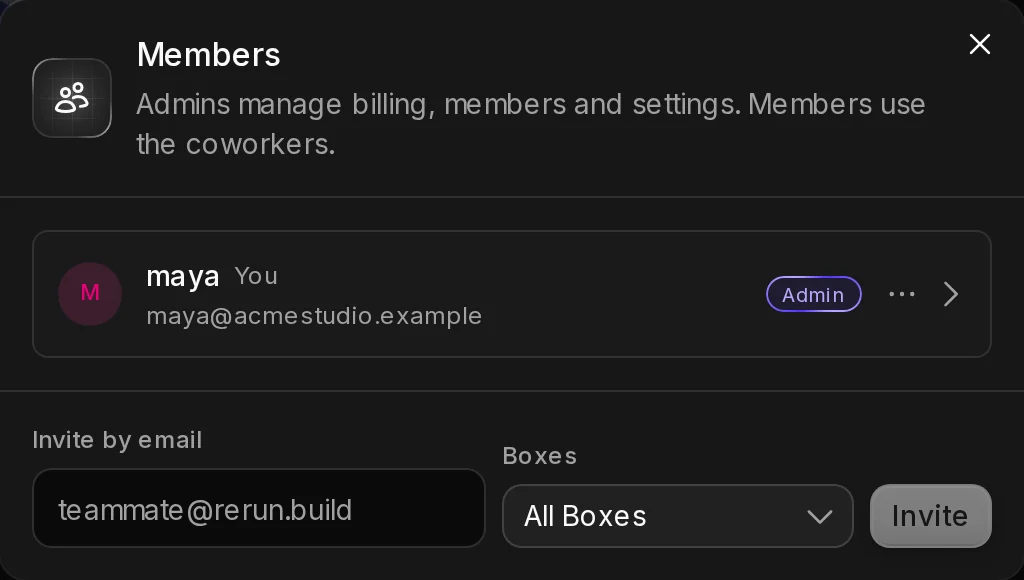 Members
Admins manage billing, members and settings. Members use
the coworkers.
M
maya You
maya@acmestudio.example
Admin
Invite by email
teammate@rerun.build
Boxes
All Boxes
Invite